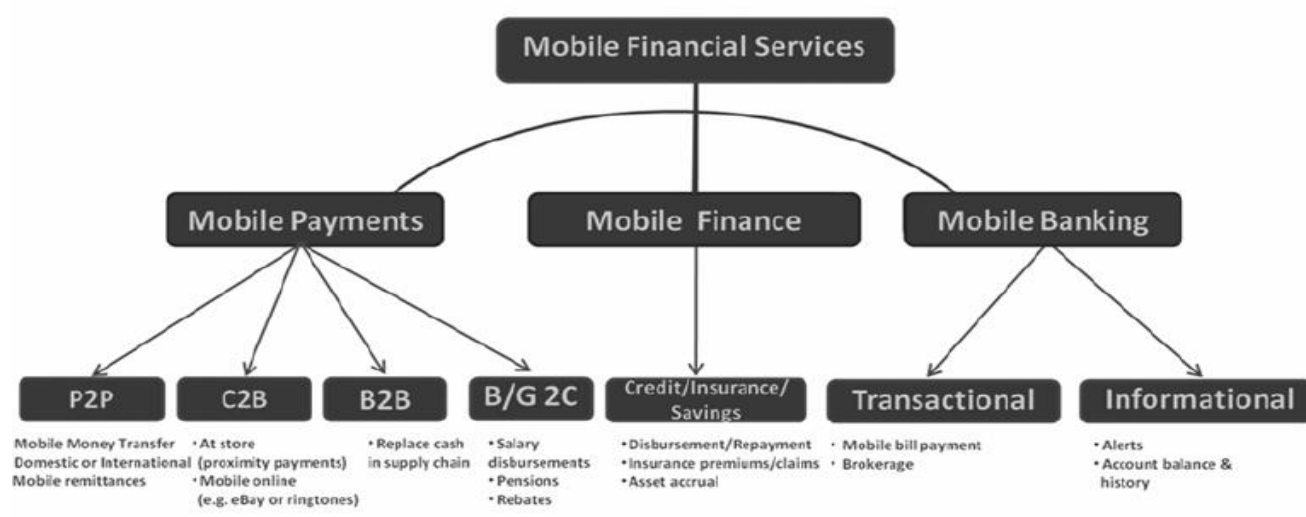 Mobile Financial Services
Mobile Payments
Mobile Finance
Mobile Banking
P2P
C2B
B2B
B/G 2C
Credit/Insurance/
Savings
Transactional
Informational
Mobile Money Transfer
Domestic or International
Mobile remittances
• At store
(proximity payments)
• Mobile online
(e.g. eBay or ringtones)
• Replace cash
in supply chain
• Salary
disbursements
• Pensions
• Rebates
• Disbursement/Repayment
• Insurance premiums/claims
• Asset accrual
• Mobile bill payment
• Brokerage
• Alerts
• Account balance &
history